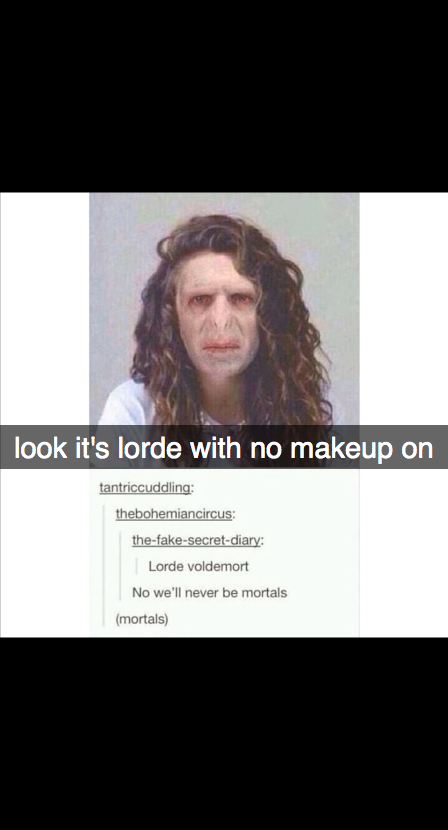 look it's lorde with no makeup on
tantriccuddling:
thebohemiancircus:
the-fake-secret-diary:
Lorde voldemort
No we'll never be mortals
(mortals)